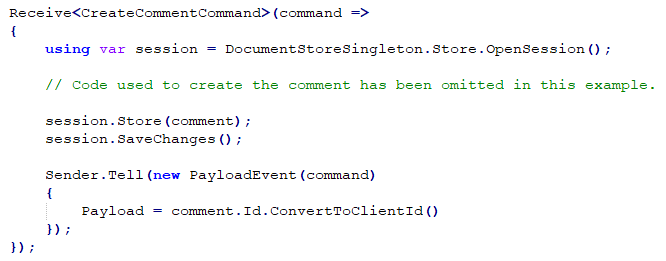 Receive<CreateCommentCommand>(command =>
{
    using var session = DocumentStoreSingleton.Store.OpenSession();

    // Code used to create the comment has been omitted in this example.

    session.Store(comment);
    session.SaveChanges();

    Sender.Tell(new PayloadEvent(command)
    {
        Payload = comment.Id.ConvertToClientId()
    });
});